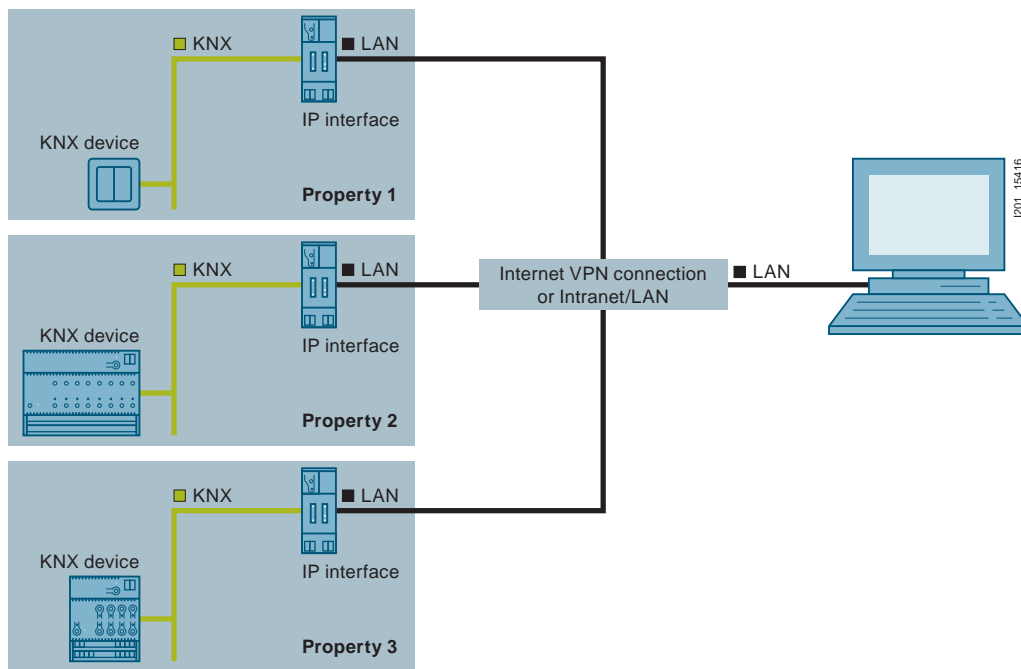 KNX
LAN
IP interface
KNX device
Property 1
KNX
LAN
IP interface
KNX device
Property 2
KNX
LAN
IP interface
KNX device
Property 3
Internet VPN connection
or Intranet/LAN
LAN
I201_15416